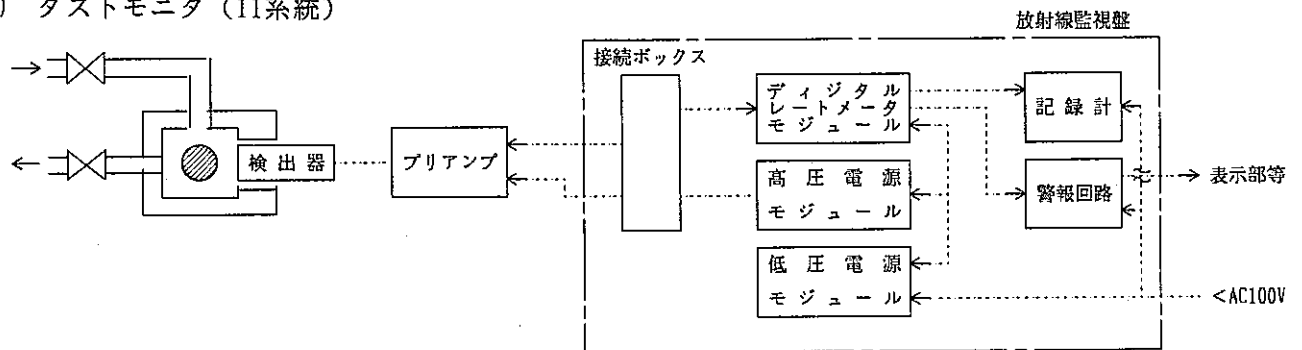 ) ダストモニタ (II系統)
放射線監視盤
接続ボックス
ディジタル
レートメータ
モジュール
記録計
検出器
プリアンプ
高圧電源
モジュール
警報回路
表示部等
低圧電源
モジュール
<AC100V